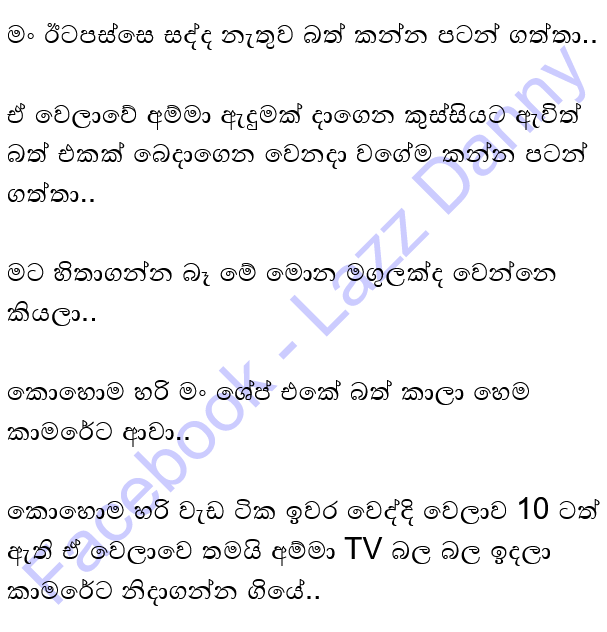 මං ඊටපස්සෙ සද්ද නැතුව බත් කන්න පටන් ගත්තා..
ඒ වෙලාවේ අම්මා ඇඳුමක් දාගෙන කුස්සියට ඇවිත්
බත් එකක් බෙදාගෙන වෙනදා වගේම කන්න පටන්
ගත්තා..
මට හිතාගන්න බෑ මේ මොන මගුලක්ද වෙන්නෙ
කියලා..
කොහොම හරි මං ශේප් එකේ බත් කාලා හෙම
කාමරේට ආවා..
කොහොම හරි වැඩ ටික ඉවර වෙද්දි වෙලාව 10 ටත්
ඇති ඒ වෙලාවෙ තමයි අම්මා TV බල බල ඉඳලා
කාමරේට නිදාගන්න ගියේ..
Facebook - Lazz Danny